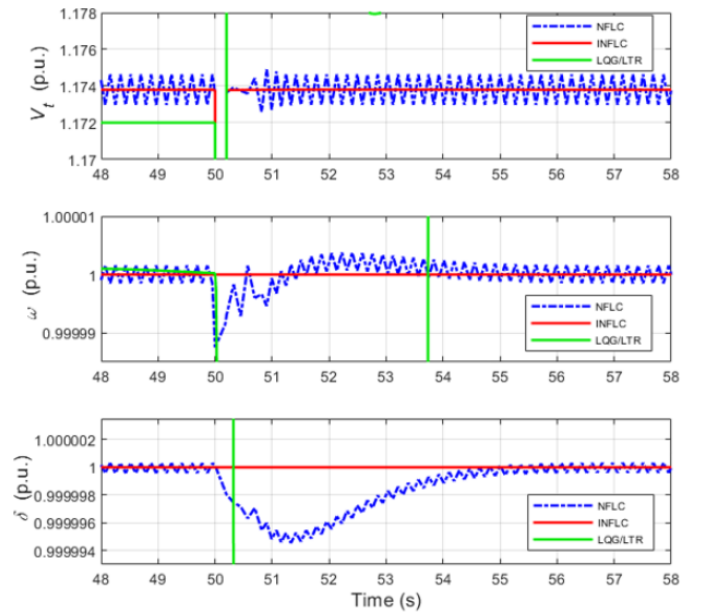 1.178
1.176
1.174
1.172
1.17
V_t (p.u.)
NFLC
INFLC
LQG/LTR
48 49 50 51 52 53 54 55 56 57 58
1.00001
1
0.99999
ω (p.u.)
NFLC
INFLC
LQG/LTR
48 49 50 51 52 53 54 55 56 57 58
1.000002
1
0.999998
0.999996
0.999994
δ (p.u.)
NFLC
INFLC
LQG/LTR
48 49 50 51 52 53 54 55 56 57 58
Time (s)